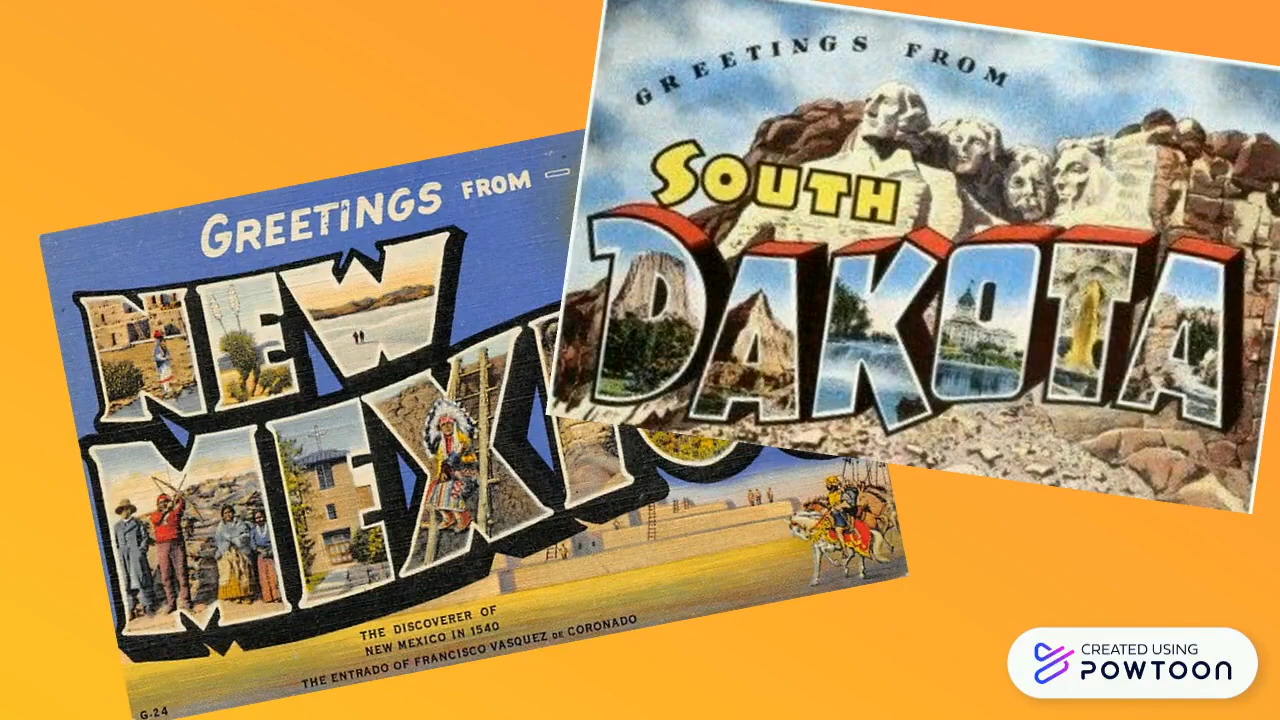 GREETINGS FROM
SOUTH
DAKOTA
GREETINGS FROM
NEW
MEXICO
THE DISCOVERER OF
NEW MEXICO IN 1540
THE ENTRADO OF FRANCISCO VASQUEZ DE CORONADO
G-24
CREATED USING
POWTOON